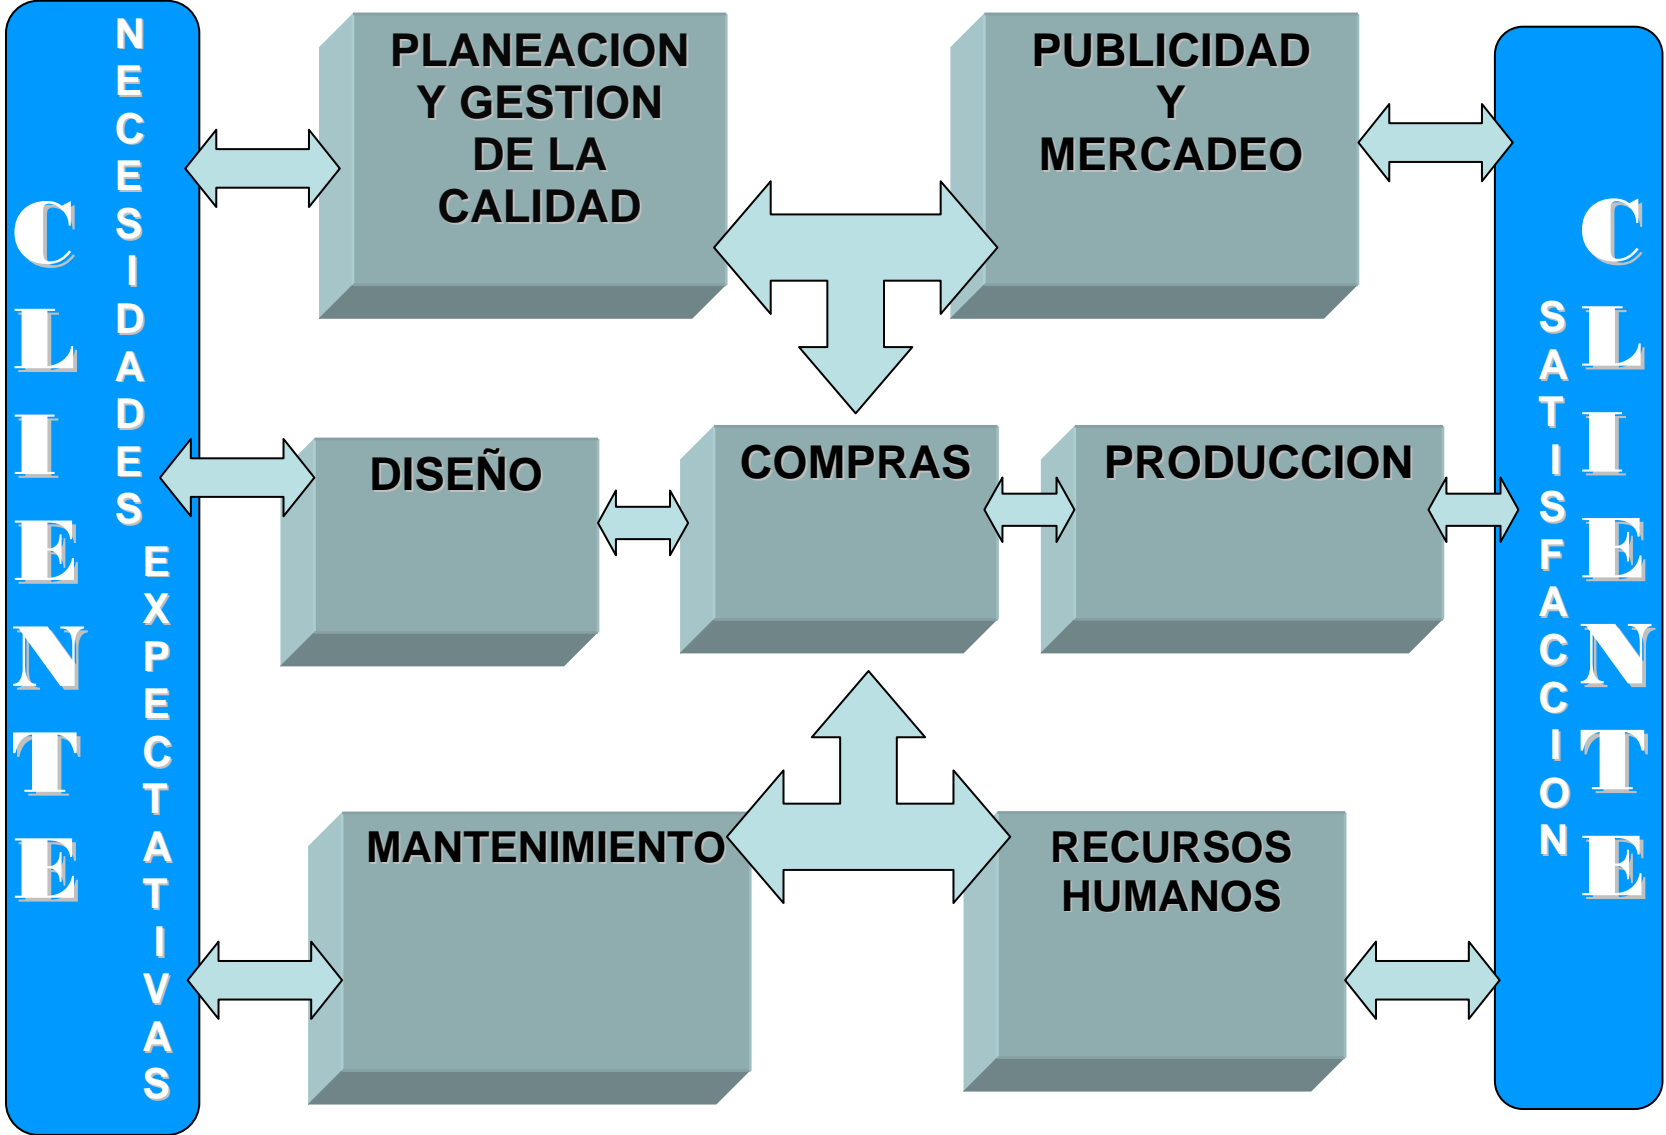 CLIENTE
NECESIDADES
EXPECTATIVAS
PLANEACION
Y GESTION
DE LA
CALIDAD
PUBLICIDAD
Y
MERCADEO
DISEÑO
COMPRAS
PRODUCCION
MANTENIMIENTO
RECURSOS
HUMANOS
SATISFACCION
CLIENTE